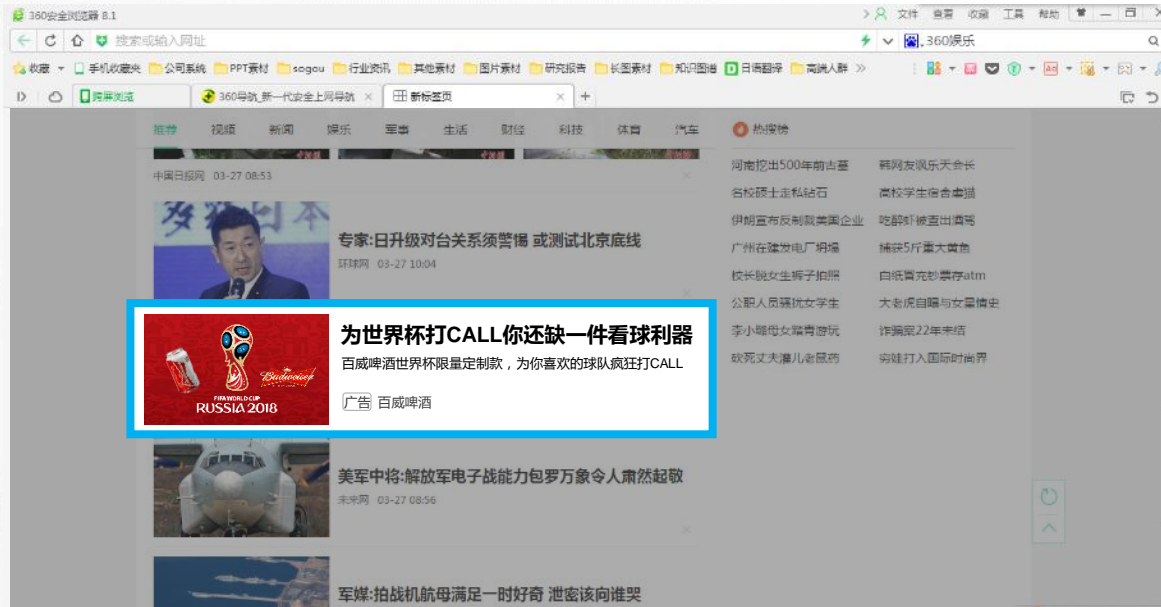 360安全浏览器 8.1
文件 查看 收藏 工具 帮助
搜索或输入网址
360娱乐
收藏 手机收藏夹 公司系统 PPT素材 sogou 行业资讯 其他素材 图片素材 研究报告 长图素材 知识图谱 日语翻译 高端人群
跨屏浏览 360导航_新一代安全上网导航 新标签页
推荐 视频 新闻 娱乐 军事 生活 财经 科技 体育 汽车
热搜榜
中国日报网 03-27 08:53
河南挖出500年前古墓 韩网友讽乐天会长
名校硕士走私钻石 高校学生宿舍虐猫
伊朗宣布反制裁美国企业 吃醉虾被查出酒驾
广州在建发电厂坍塌 捕获5斤重大黄鱼
校长脱女生裤子拍照 白纸冒充钞票存atm
公职人员骚扰女学生 大老虎自曝与女星情史
李小璐母女踏青游玩 诈骗案22年未结
砍死丈夫灌儿老鼠药 穷娃打入国际时尚界
多派日本
专家:日升级对台关系须警惕 或测试北京底线
环球网 03-27 10:04
为世界杯打CALL你还缺一件看球利器
百威啤酒世界杯限量定制款，为你喜欢的球队疯狂打CALL
广告 百威啤酒
Budweiser
FIFA WORLD CUP
RUSSIA 2018
美军中将:解放军电子战能力包罗万象令人肃然起敬
未来网 03-27 08:56
军媒:拍战机航母满足一时好奇 泄密该向谁哭